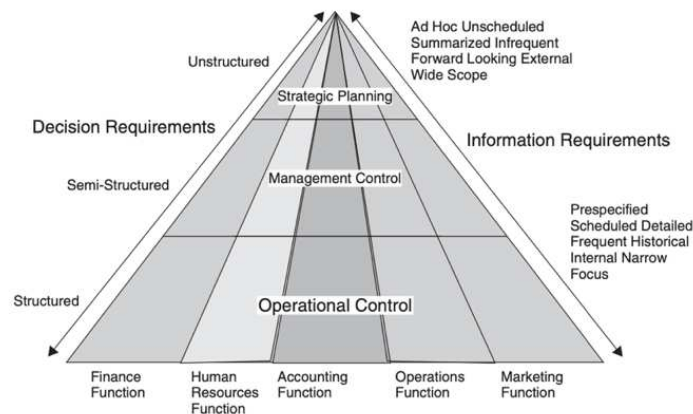 Ad Hoc Unscheduled
Summarized Infrequent
Forward Looking External
Wide Scope
Unstructured
Strategic Planning
Decision Requirements
Information Requirements
Semi-Structured
Management Control
Prespecified
Scheduled Detailed
Frequent Historical
Internal Narrow
Focus
Structured
Operational Control
Finance
Function
Human
Resources
Function
Accounting
Function
Operations
Function
Marketing
Function